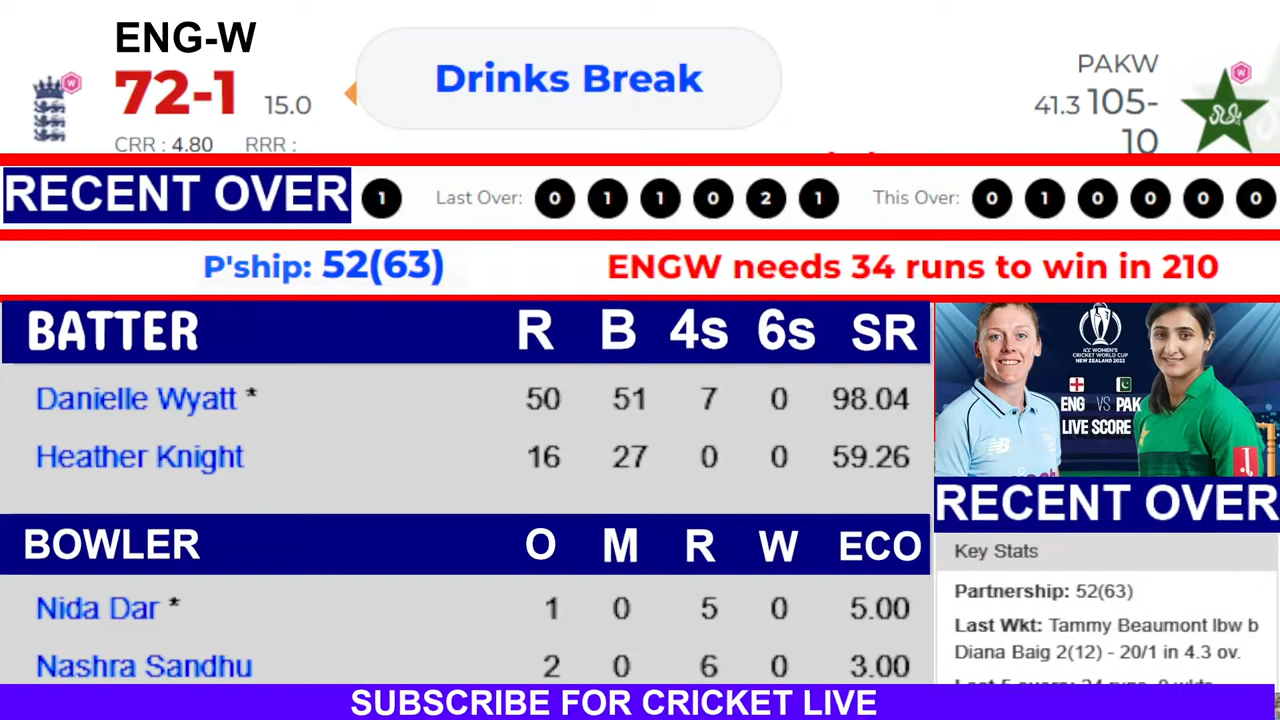 ENG-W
72-1 15.0
CRR : 4.80 RRR :
Drinks Break
PAKW
41.3 105-
10
RECENT OVER 1 Last Over: 0 1 1 0 2 1 This Over: 0 1 0 0 0 0
P'ship: 52(63) ENGW needs 34 runs to win in 210
BATTER R B 4s 6s SR
Danielle Wyatt * 50 51 7 0 98.04
Heather Knight 16 27 0 0 59.26
BOWLER O M R W ECO
Nida Dar * 1 0 5 0 5.00
Nashra Sandhu 2 0 6 0 3.00
ICC WOMEN'S
CRICKET WORLD CUP
NEW ZEALAND 2022
ENG VS PAK
LIVE SCORE
RECENT OVER
Key Stats
Partnership: 52(63)
Last Wkt: Tammy Beaumont lbw b
Diana Baig 2(12) - 20/1 in 4.3 ov.
SUBSCRIBE FOR CRICKET LIVE